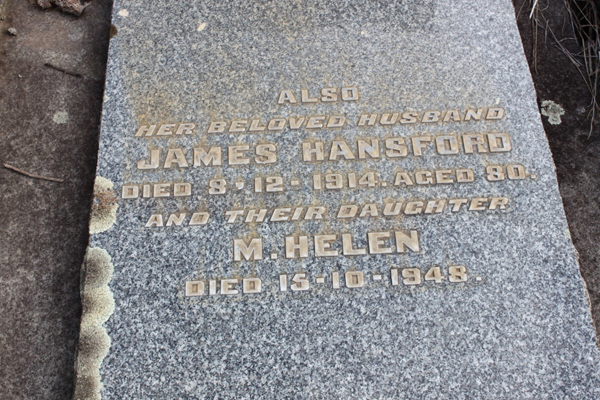 ALSO
HER BELOVED HUSBAND
JAMES HANSFORD
DIED 8-12-1914. AGED 80.
AND THEIR DAUGHTER
M. HELEN
DIED 15-10-1948.